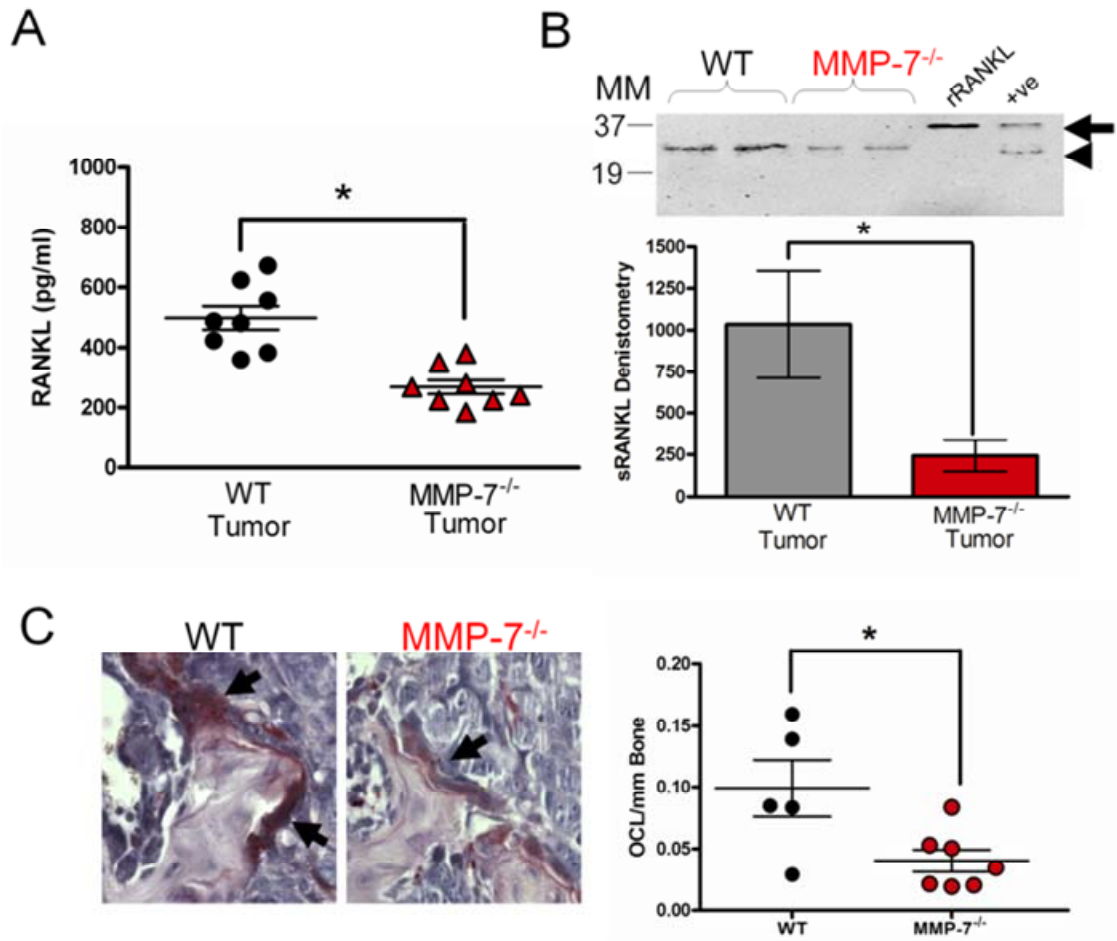 A
RANKL (pg/ml)
1000
800
600
400
200
0
*
WT
Tumor
MMP-7-/-
Tumor
B
WT
MMP-7-/-
rRANKL
+ve
MM
37
19
sRANKL Denistometry
1500
1250
1000
750
500
250
0
*
WT
Tumor
MMP-7-/-
Tumor
C
WT
MMP-7-/-
OCL/mm Bone
0.20
0.15
0.10
0.05
0.00
*
WT
MMP-7-/-